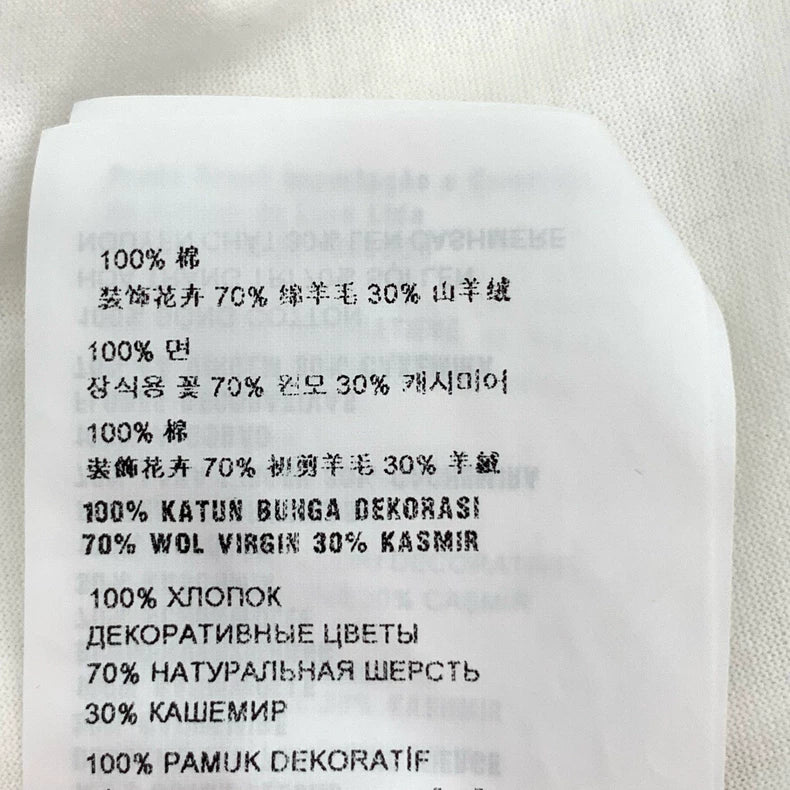 100% 棉
装饰花卉 70% 绵羊毛 30% 山羊绒
100% 면
장식용 꽃 70% 원모 30% 캐시미어
100% 棉
裝飾花卉 70% 初剪羊毛 30% 羊絨
100% KATUN BUNGA DEKORASI
70% WOL VIRGIN 30% KASMIR
100% ХЛОПОК
ДЕКОРАТИВНЫЕ ЦВЕТЫ
70% НАТУРАЛЬНАЯ ШЕРСТЬ
30% КАШЕМИР
100% PAMUK DEKORATİF